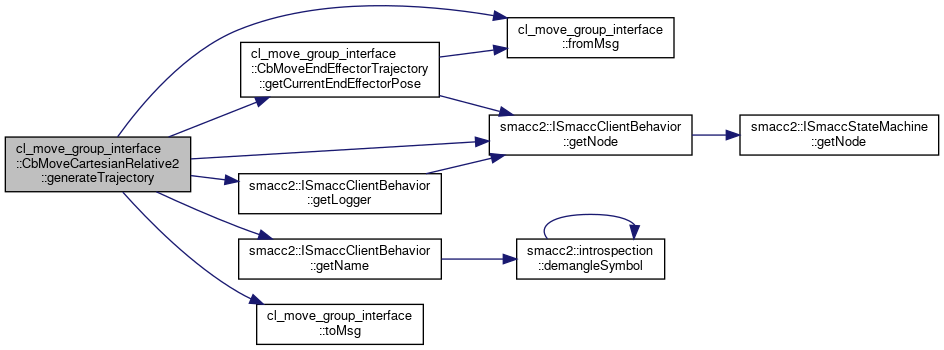 cl_move_group_interface
::CbMoveCartesianRelative2
::generateTrajectory
cl_move_group_interface
::fromMsg
cl_move_group_interface
::CbMoveEndEffectorTrajectory
::getCurrentEndEffectorPose
smacc2::ISmaccClientBehavior
::getNode
smacc2::ISmaccStateMachine
::getNode
smacc2::ISmaccClientBehavior
::getLogger
smacc2::ISmaccClientBehavior
::getName
smacc2::introspection
::demangleSymbol
cl_move_group_interface
::toMsg